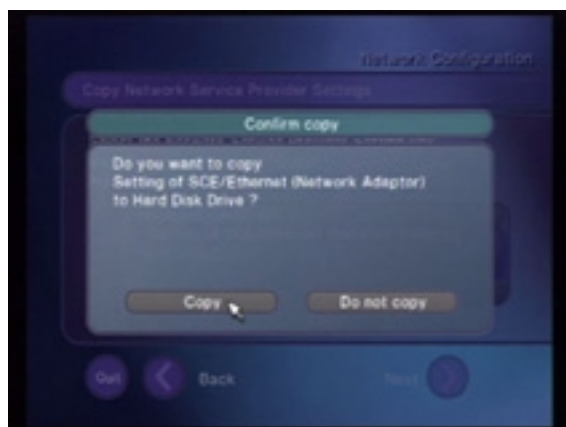 Network Configuration
Copy Network Service Provider Settings
Confirm copy
Do you want to copy
Setting of SCE/Ethernet (Network Adaptor)
to Hard Disk Drive ?
Copy
Do not copy
Quit
Back
Next